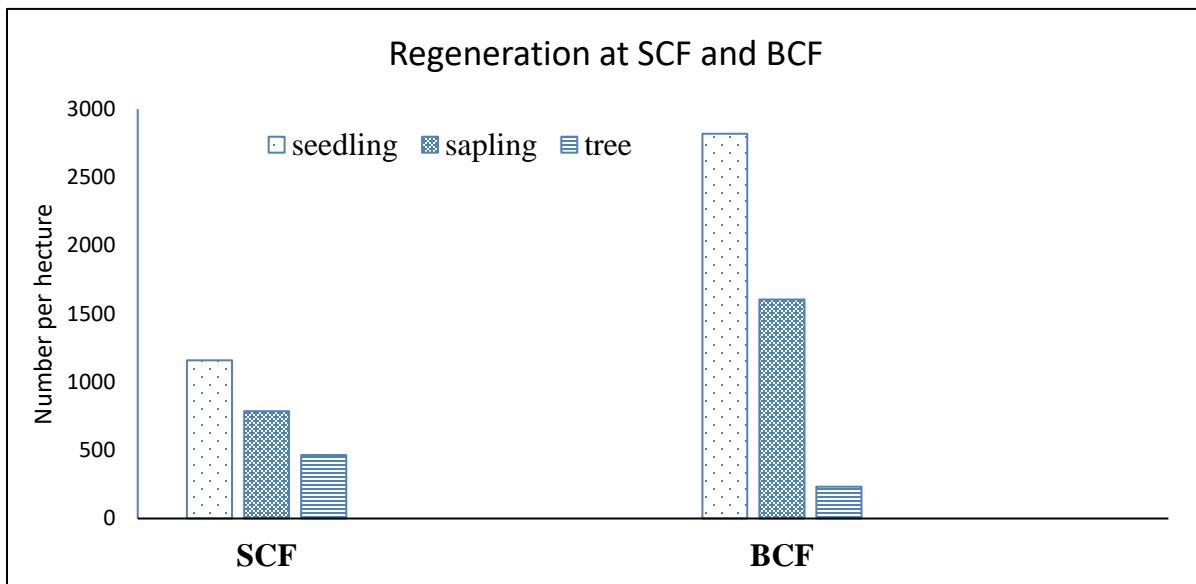 Regeneration at SCF and BCF
3000
2500
2000
1500
1000
500
0
Number per hecture
seedling sapling tree
SCF BCF